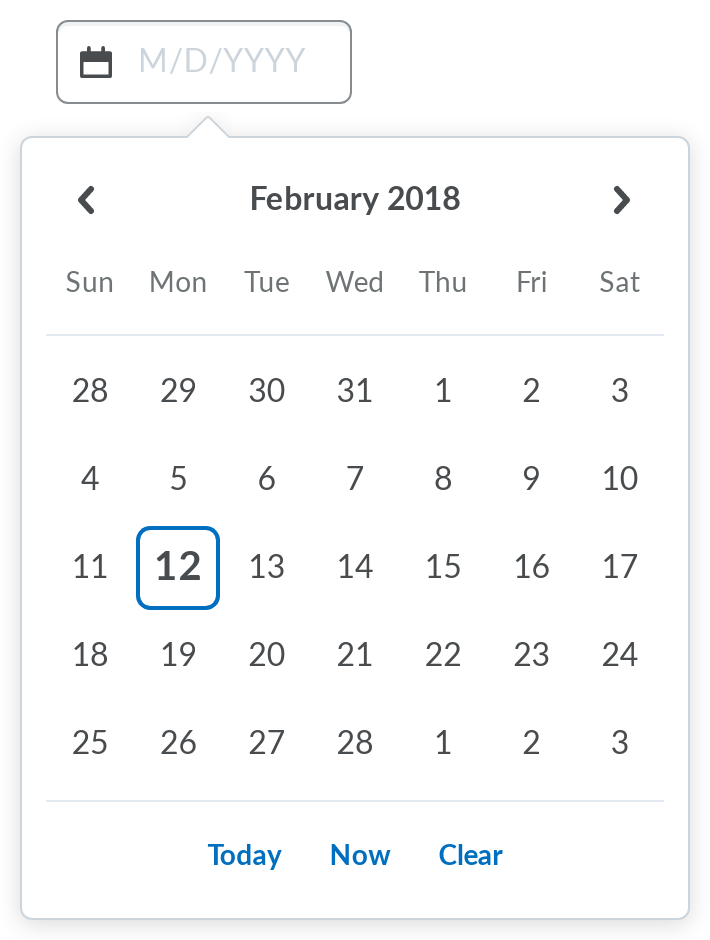 M/D/YYYY
February 2018
Sun Mon Tue Wed Thu Fri Sat
28 29 30 31 1 2 3
4 5 6 7 8 9 10
11 12 13 14 15 16 17
18 19 20 21 22 23 24
25 26 27 28 1 2 3
Today Now Clear